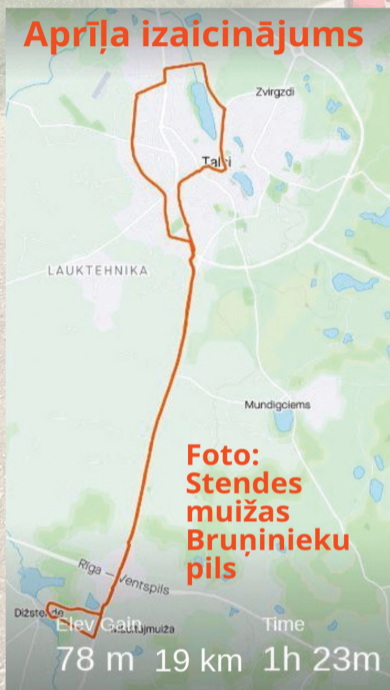 Aprīļa izaicinājums
Zvirgzdi
Talsi
LAUKTEHNIKA
Mundigciems
Foto:
Stendes
muižas
Bruņinieku
pils
Rīga – Ventspils
Dižstende
Elev Gain
Time
78 m 19 km 1h 23m